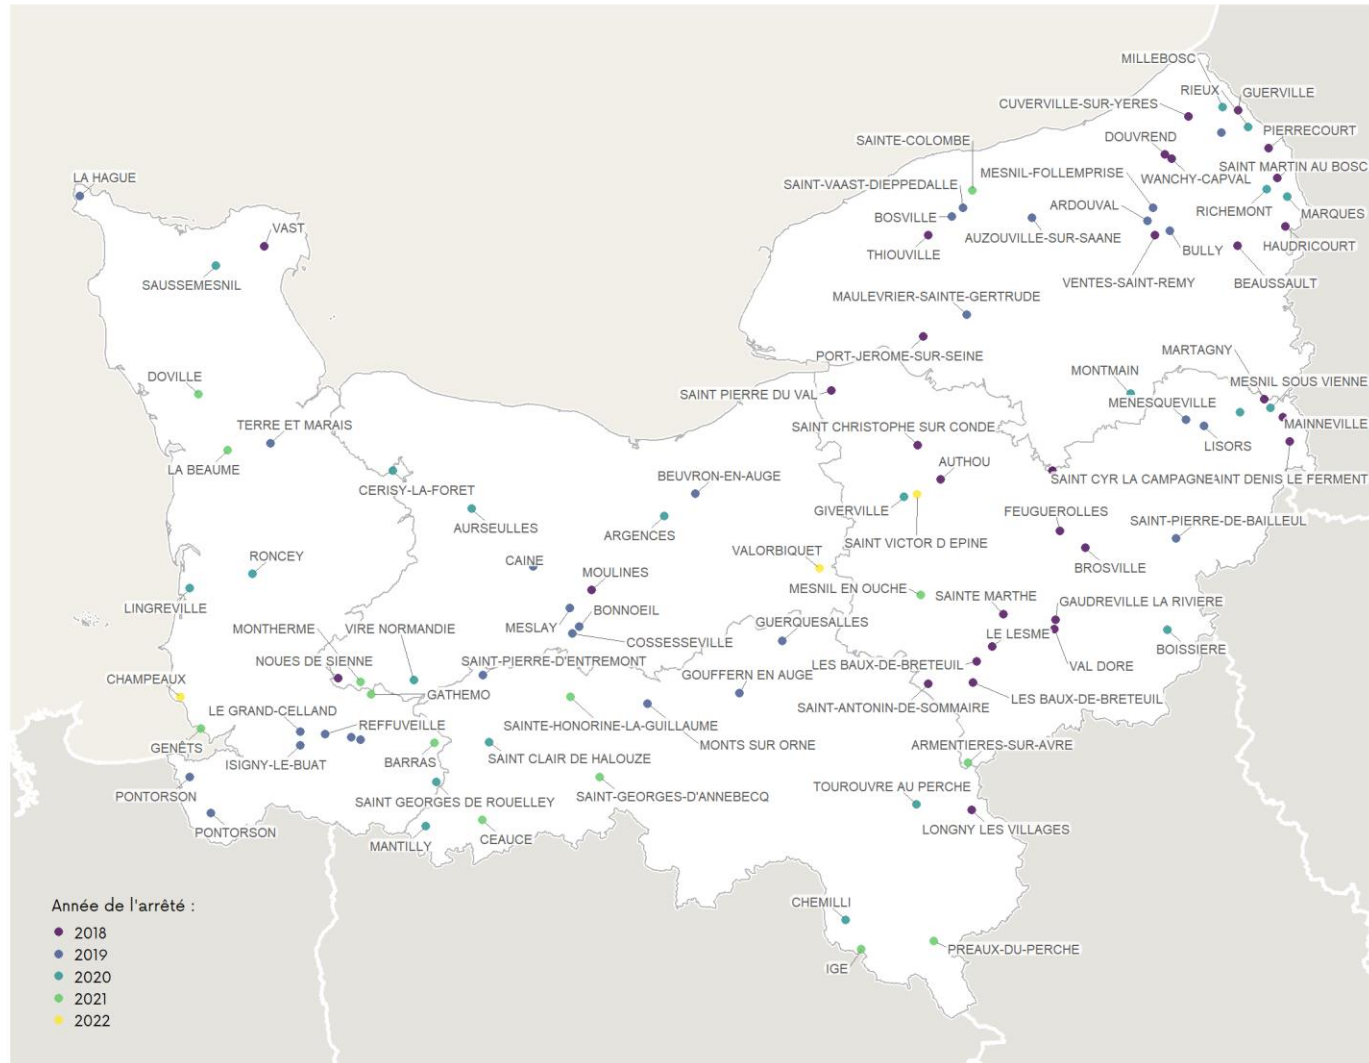 MILLEBOSC
RIEUX
GUERVILLE
CUVERVILLE-SUR-YERES
PIERRECOURT
DOUVREND
SAINTE-COLOMBE
SAINT MARTIN AU BOSC
MESNIL-FOLLEMPRISE
WANCHY-CAPVAL
LA HAGUE
SAINT-VAAST-DIEPPEDALLE
ARDOUVAL
RICHEMONT
MARQUES
BOSVILLE
VAST
AUZOUVILLE-SUR-SAANE
HAUDRICOURT
BULLY
THIOUVILLE
SAUSSEMESNIL
VENTES-SAINT-REMY
BEAUSSAULT
MAULEVRIER-SAINTE-GERTRUDE
MARTAGNY
PORT-JEROME-SUR-SEINE
MONTMAIN
DOVILLE
MESNIL SOUS VIENNE
SAINT PIERRE DU VAL
MENESQUEVILLE
MAINNEVILLE
TERRE ET MARAIS
SAINT CHRISTOPHE SUR CONDE
LISORS
AUTHOU
LA BEAUME
BEUVRON-EN-AUGE
SAINT CYR LA CAMPAGNE
AINT DENIS LE FERMENT
CERISY-LA-FORET
GIVERVILLE
FEUGUEROLLES
SAINT-PIERRE-DE-BAILLEUL
AURSEULLES
ARGENCES
SAINT VICTOR D EPINE
VALORBIQUET
RONCEY
CAINE
BROSVILLE
MOULINES
MESNIL EN OUCHE
SAINTE MARTHE
GAUDREVILLE LA RIVIERE
LINGREVILLE
BONNOEIL
MESLAY
GUERQUESALLES
MONTHERME
VIRE NORMANDIE
LE LESME
COSSESSEVILLE
VAL DORE
BOISSIERE
NOUES DE SIENNE
SAINT-PIERRE-D'ENTREMONT
LES BAUX-DE-BRETEUIL
GOUFFERN EN AUGE
CHAMPEAUX
GATHEMO
LES BAUX-DE-BRETEUIL
SAINT-ANTONIN-DE-SOMMAIRE
LE GRAND-CELLAND
REFFUVEILLE
SAINTE-HONORINE-LA-GUILLAUME
MONTS SUR ORNE
ARMENTIERES-SUR-AVRE
GENÊTS
SAINT CLAIR DE HALOUZE
BARRAS
ISIGNY-LE-BUAT
TOUROUVRE AU PERCHE
PONTORSON
SAINT-GEORGES-D'ANNEBECQ
SAINT GEORGES DE ROUELLEY
LONGNY LES VILLAGES
PONTORSON
CEAUCE
MANTILLY
CHEMILLI
PREAUX-DU-PERCHE
IGE
Année de l'arrêté :
2018
2019
2020
2021
2022